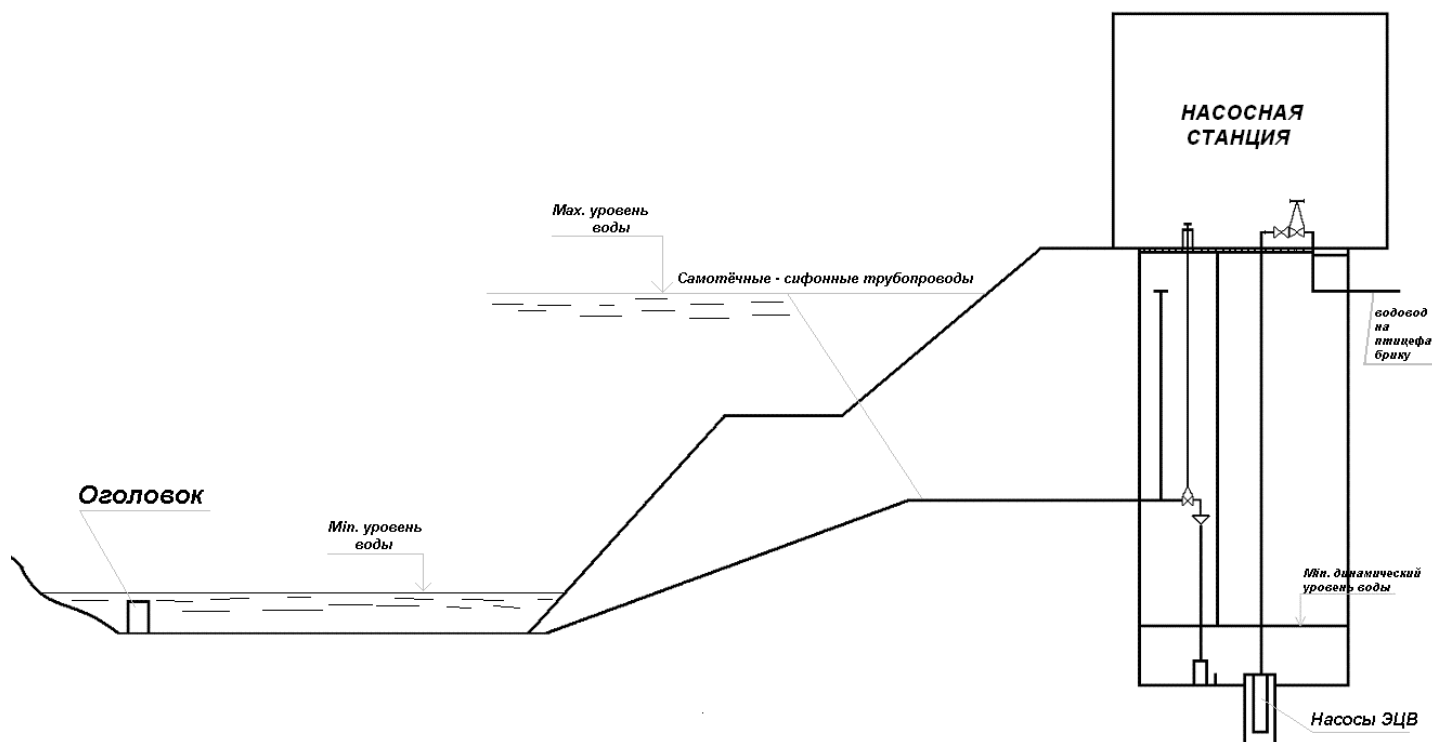 НАСОСНАЯ
СТАНЦИЯ
Max. уровень
воды
Самотёчные - сифонные трубопроводы
водовод
на
птицефа
брику
Оголовок
Min. уровень
воды
Min. динамический
уровень воды
Насосы ЭЦВ